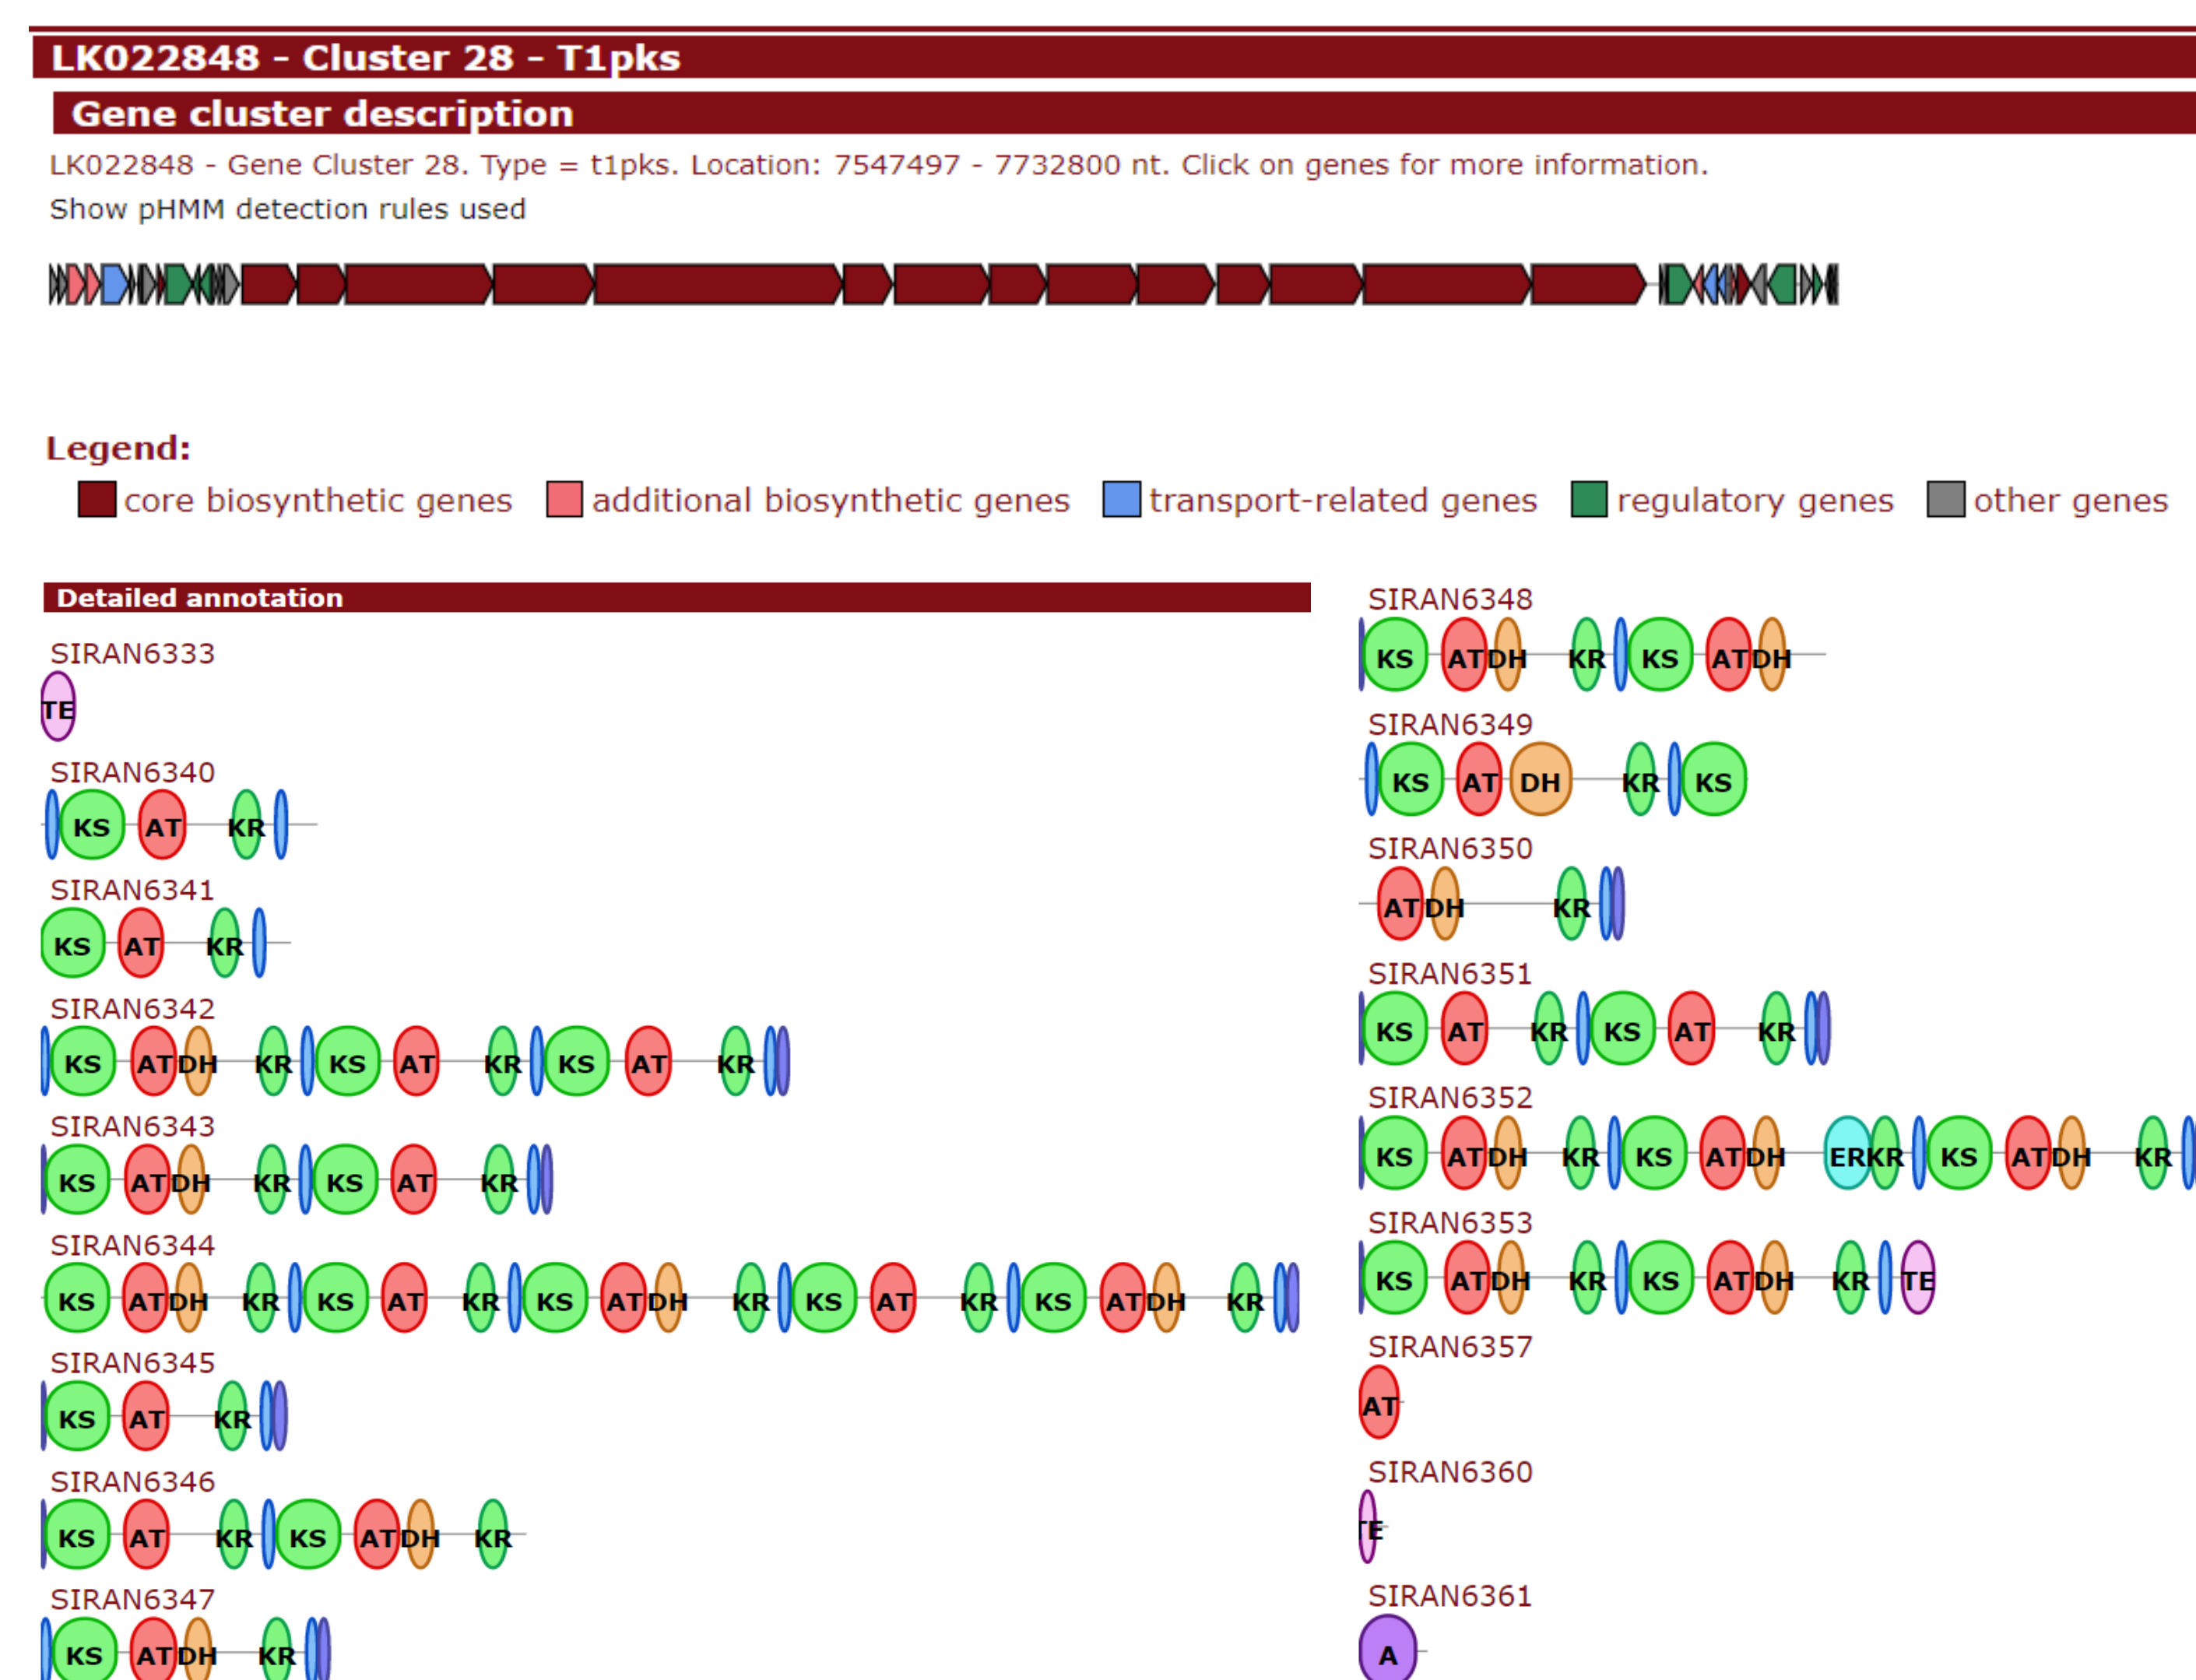 LK022848 - Cluster 28 - T1pks
Gene cluster description
LK022848 - Gene Cluster 28. Type = t1pks. Location: 7547497 - 7732800 nt. Click on genes for more information.
Show pHMM detection rules used
Legend:
core biosynthetic genes additional biosynthetic genes transport-related genes regulatory genes other genes
Detailed annotation
SIRAN6333
TE
SIRAN6340
KS AT KR
SIRAN6341
KS AT KR
SIRAN6342
KS AT DH KR KS AT KR KS AT KR
SIRAN6343
KS AT DH KR KS AT KR
SIRAN6344
KS AT DH KR KS AT KR KS AT DH KR KS AT KR KS AT DH KR
SIRAN6345
KS AT KR
SIRAN6346
KS AT KR KS AT DH KR
SIRAN6347
KS AT DH KR
SIRAN6348
KS AT DH KR KS AT DH
SIRAN6349
KS AT DH KR KS
SIRAN6350
AT DH KR
SIRAN6351
KS AT KR KS AT KR
SIRAN6352
KS AT DH KR KS AT DH ER KR KS AT DH KR
SIRAN6353
KS AT DH KR KS AT DH KR TE
SIRAN6357
AT
SIRAN6360
TE
SIRAN6361
A